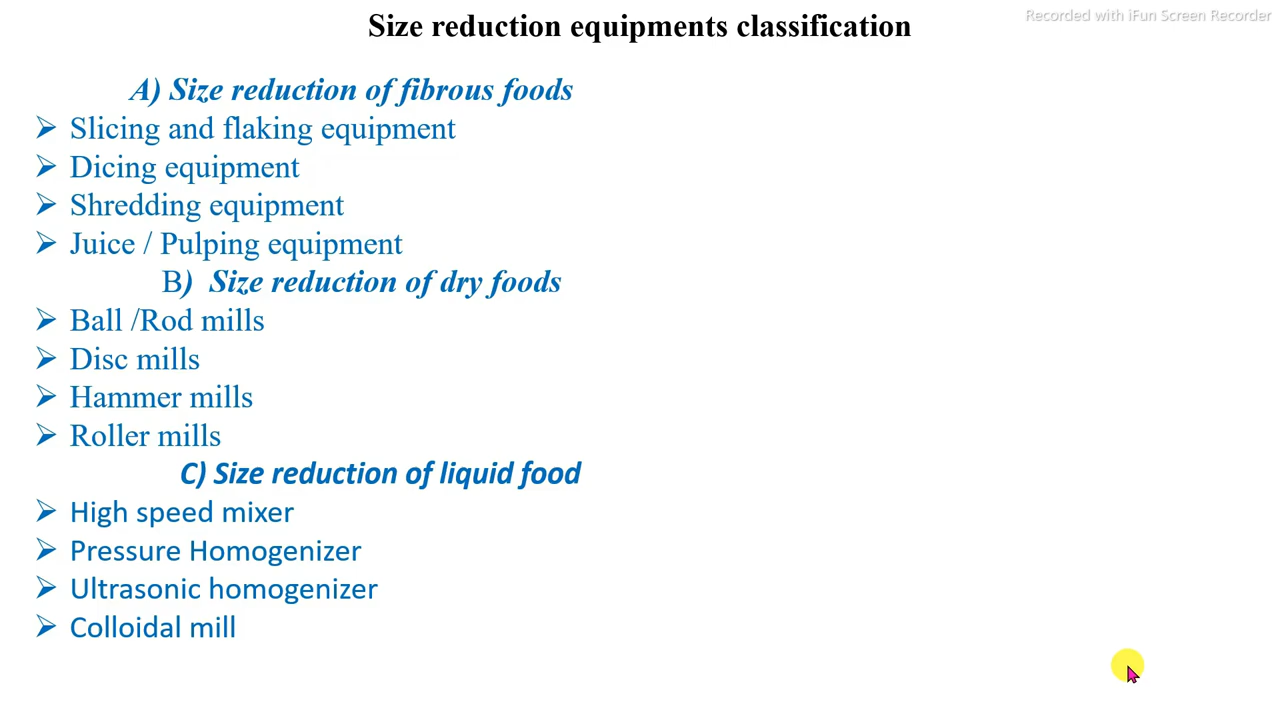 Size reduction equipments classification
Recorded with iFun Screen Recorder
A) Size reduction of fibrous foods
➢ Slicing and flaking equipment
➢ Dicing equipment
➢ Shredding equipment
➢ Juice / Pulping equipment
B) Size reduction of dry foods
➢ Ball /Rod mills
➢ Disc mills
➢ Hammer mills
➢ Roller mills
C) Size reduction of liquid food
➢ High speed mixer
➢ Pressure Homogenizer
➢ Ultrasonic homogenizer
➢ Colloidal mill